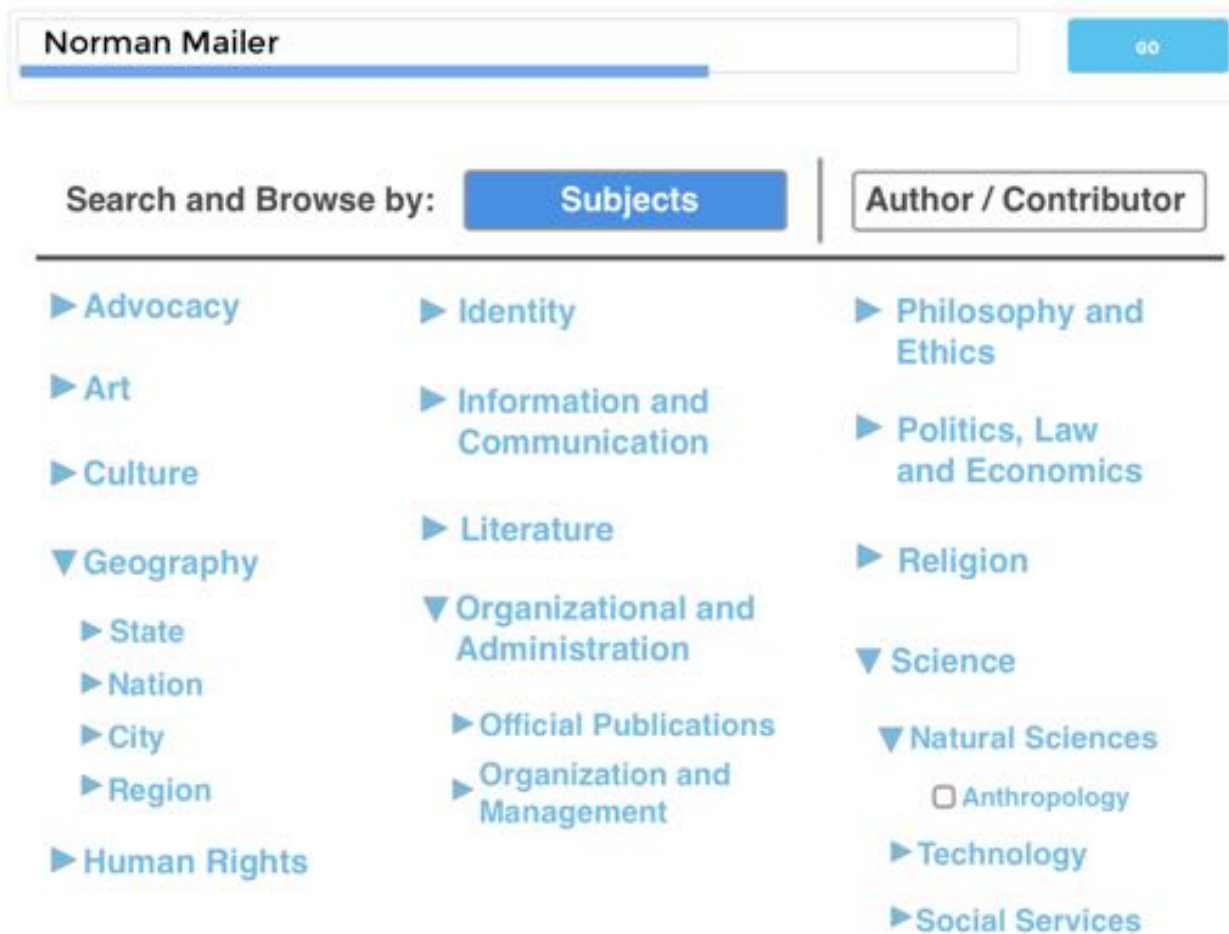 Norman Mailer
GO
Search and Browse by:
Subjects
Author / Contributor
Advocacy
Art
Culture
Geography
State
Nation
City
Region
Human Rights
Identity
Information and
Communication
Literature
Organizational and
Administration
Official Publications
Organization and
Management
Philosophy and
Ethics
Politics, Law
and Economics
Religion
Science
Natural Sciences
Anthropology
Technology
Social Services